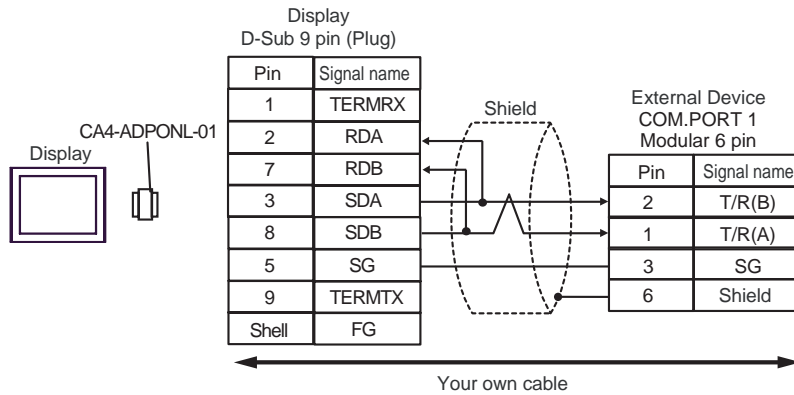 Display
D-Sub 9 pin (Plug)
Pin Signal name
1 TERMRX
2 RDA
7 RDB
3 SDA
8 SDB
5 SG
9 TERMTX
Shell FG
CA4-ADPONL-01
Display
Shield
External Device
COM.PORT 1
Modular 6 pin
Pin Signal name
2 T/R(B)
1 T/R(A)
3 SG
6 Shield
Your own cable